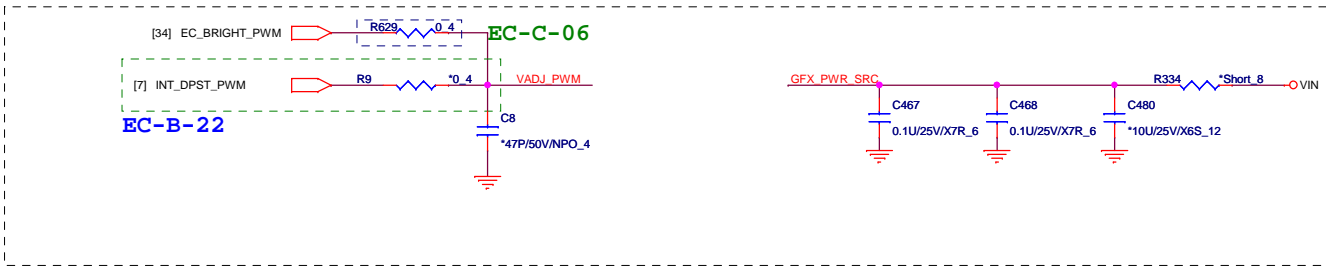 [34] EC_BRIGHT_PWM R629 0_4 EC-C-06
[7] INT_DPST_PWM R9 *0_4 VADJ_PWM
EC-B-22
C8
*47P/50V/NPO_4
GFX_PWR_SRC R334 *Short_8 VIN
C467 C468 C480
0.1U/25V/X7R_6 0.1U/25V/X7R_6 *10U/25V/X6S_12